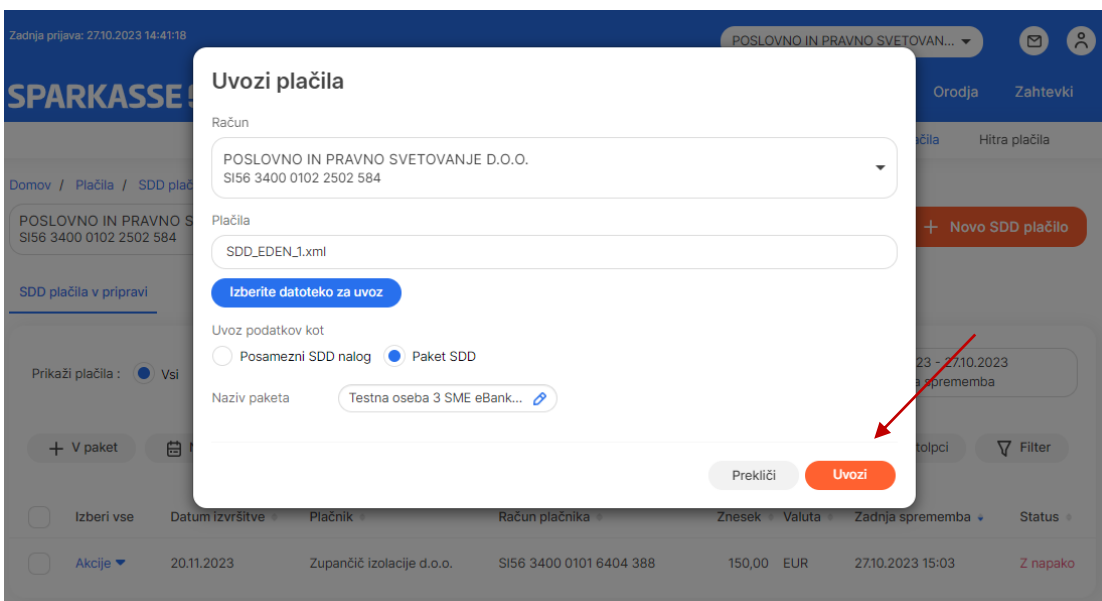 Zadnja prijava: 27.10.2023 14:41:18
POSLOVNO IN PRAVNO SVETOVAN...
SPARKASSE
Orodja
Zahtevki
Hitra plačila
Domov / Plačila / SDD
POSLOVNO IN PRAVNO
SI56 3400 0102 2502 584
+ Novo SDD plačilo
SDD plačila v pripravi
Uvozi plačila
Račun
POSLOVNO IN PRAVNO SVETOVANJE D.O.O.
SI56 3400 0102 2502 584
Plačila
SDD_EDEN_1.xml
Izberite datoteko za uvoz
Uvoz podatkov kot
Posamezni SDD nalog Paket SDD
Naziv paketa Testna oseba 3 SME eBank...
Prekliči Uvozi
Prikaži plačila : Vsi
23 - 27.10.2023
a sprememba
+ V paket
tolpci
Filter
Izberi vse Datum izvršitve Plačnik Račun plačnika Znesek Valuta Zadnja sprememba Status
Akcije 20.11.2023 Zupančič izolacije d.o.o. SI56 3400 0101 6404 388 150,00 EUR 27.10.2023 15:03 Z napako